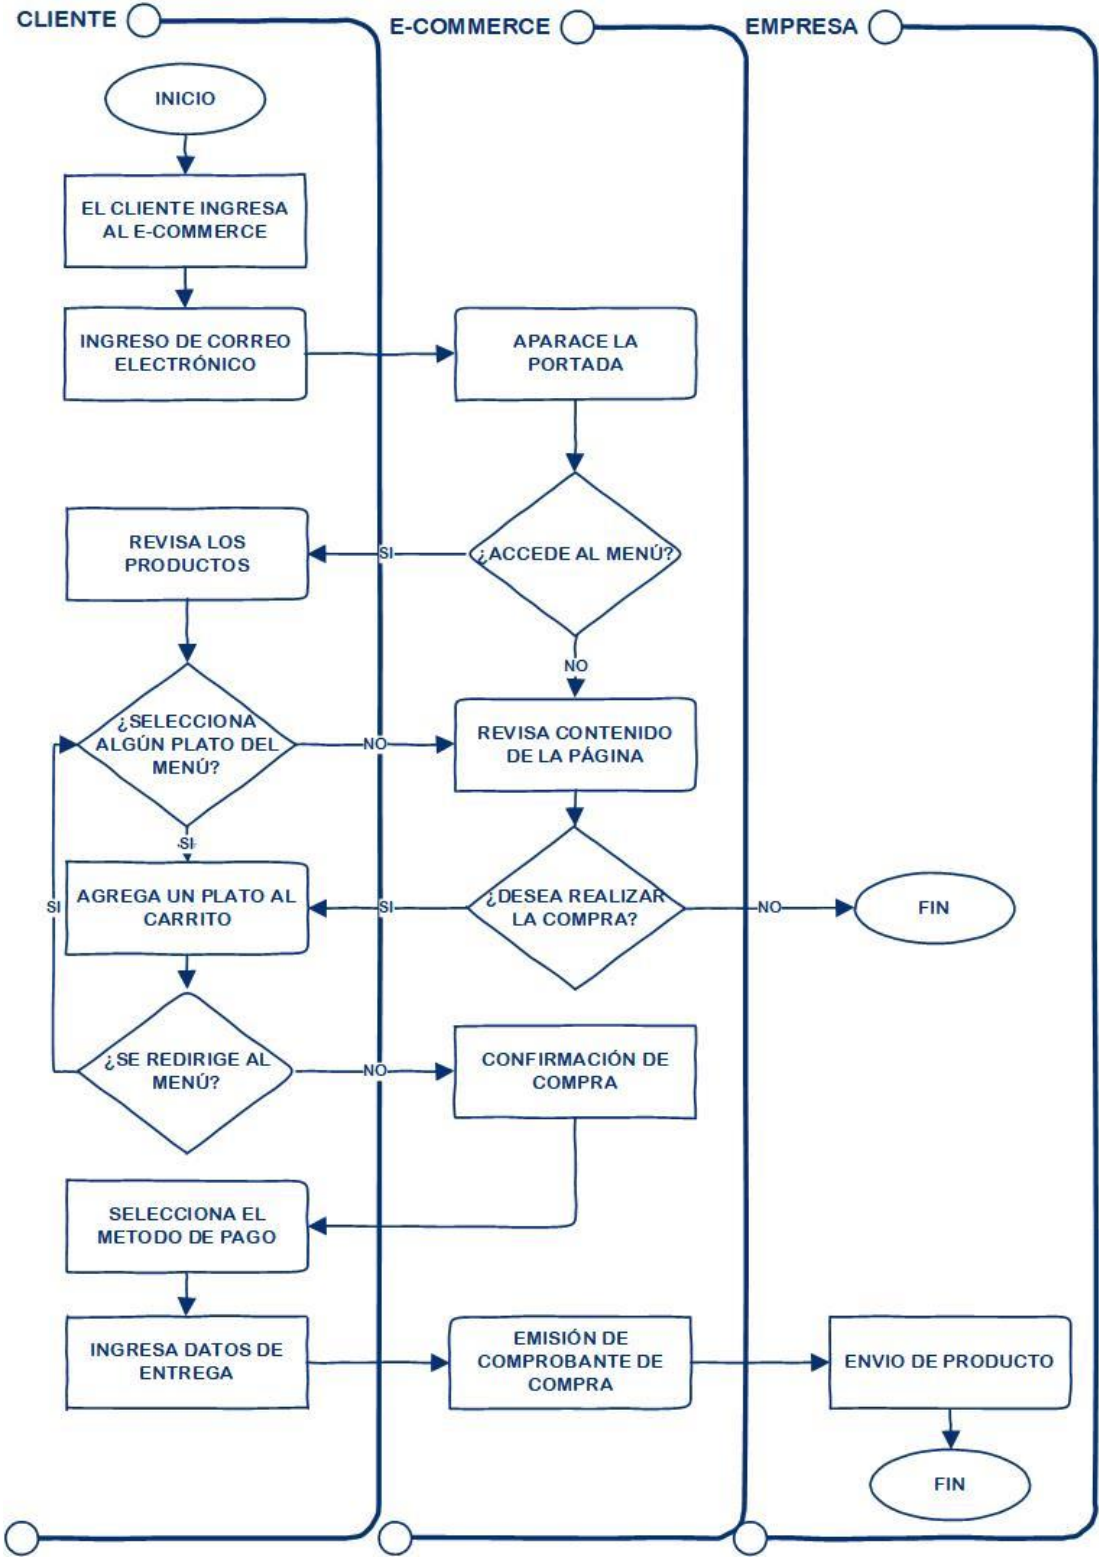 CLIENTE
E-COMMERCE
EMPRESA
INICIO
EL CLIENTE INGRESA
AL E-COMMERCE
INGRESO DE CORREO
ELECTRÓNICO
APARACE LA
PORTADA
REVISA LOS
PRODUCTOS
SI
¿ACCEDE AL MENÚ?
NO
¿SELECCIONA
ALGÚN PLATO DEL
MENÚ?
NO
REVISA CONTENIDO
DE LA PÁGINA
SI
SI
AGREGA UN PLATO AL
CARRITO
SI
¿DESEA REALIZAR
LA COMPRA?
NO
FIN
¿SE REDIRIGE AL
MENÚ?
NO
CONFIRMACIÓN DE
COMPRA
SELECCIONA EL
METODO DE PAGO
INGRESA DATOS DE
ENTREGA
EMISIÓN DE
COMPROBANTE DE
COMPRA
ENVIO DE PRODUCTO
FIN